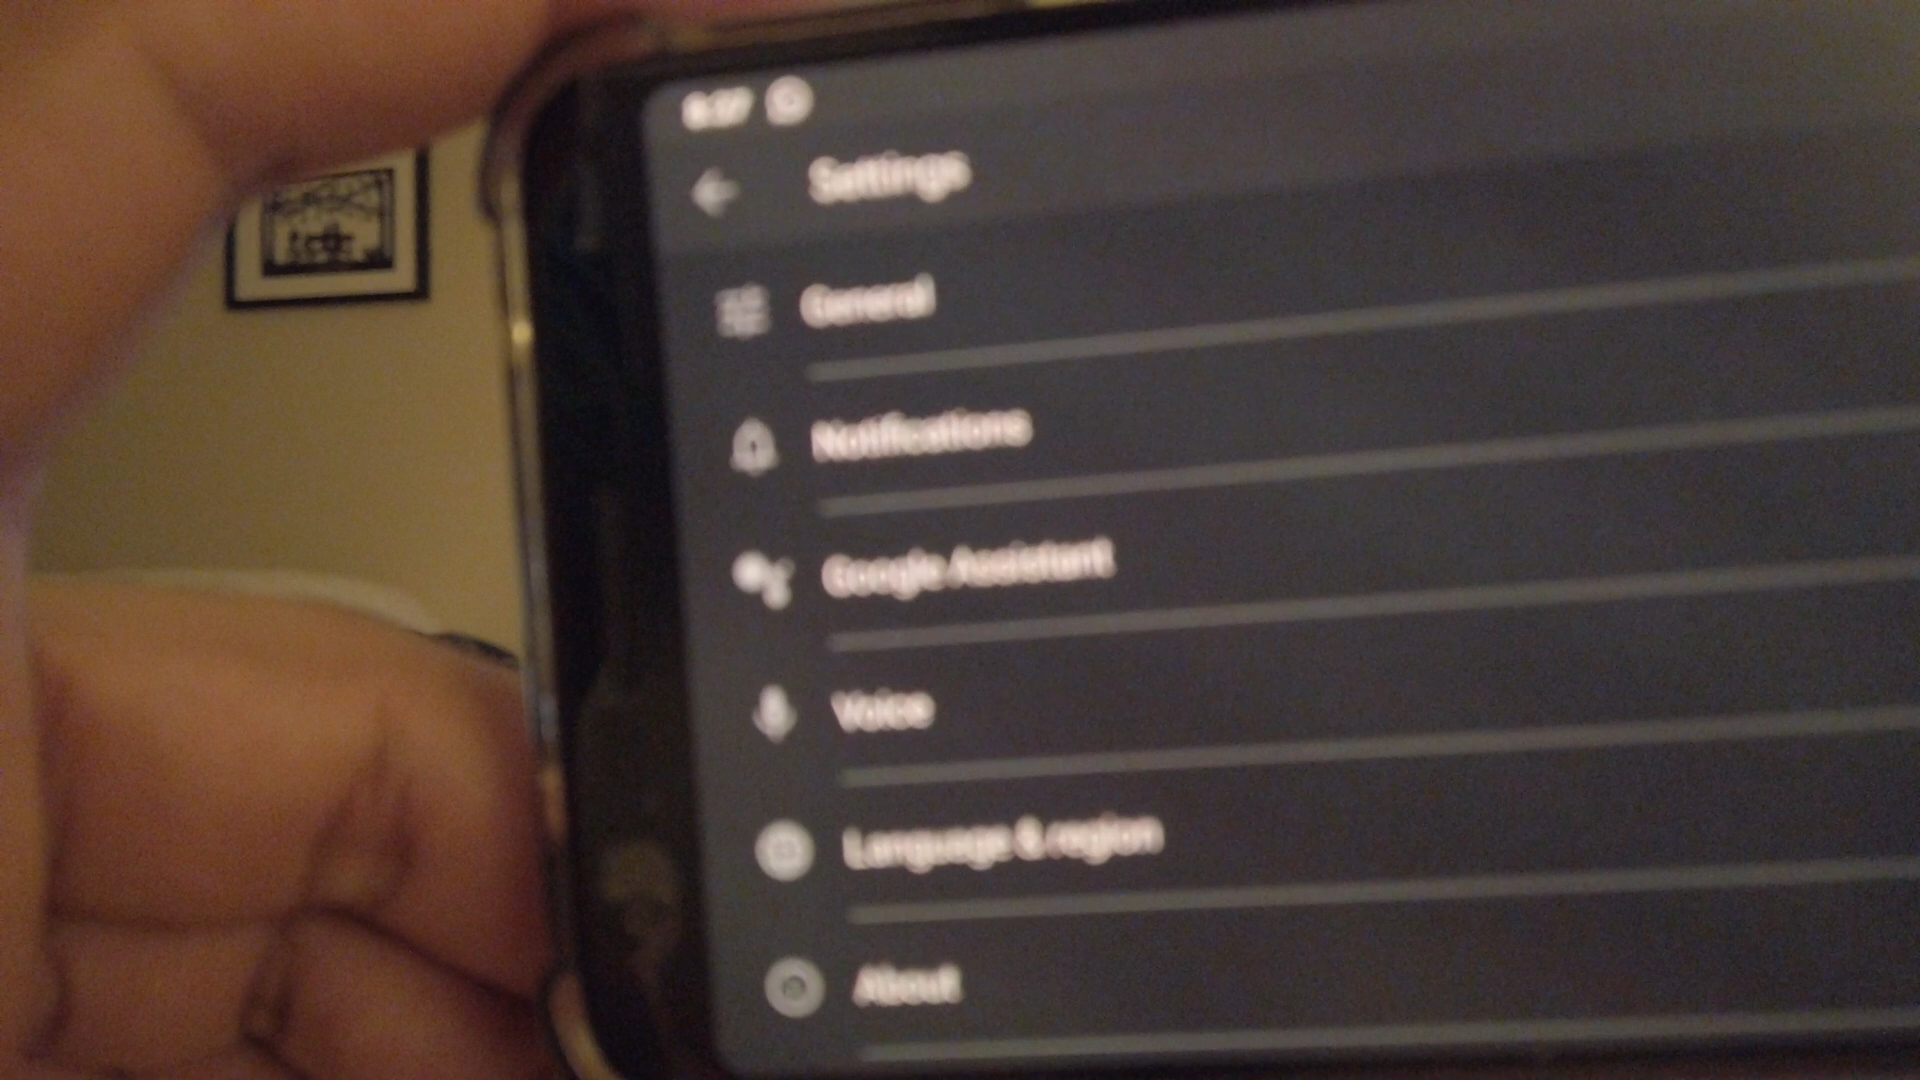 Settings
General
Notifications
Google Assistant
Voice
Language & region
About